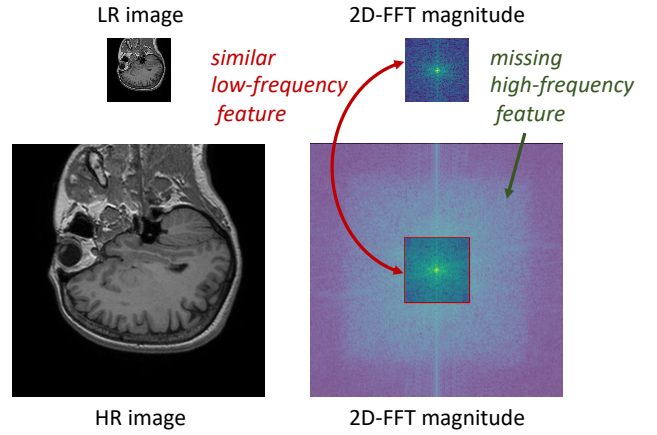 LR image
2D-FFT magnitude
similar
low-frequency
feature
missing
high-frequency
feature
HR image
2D-FFT magnitude